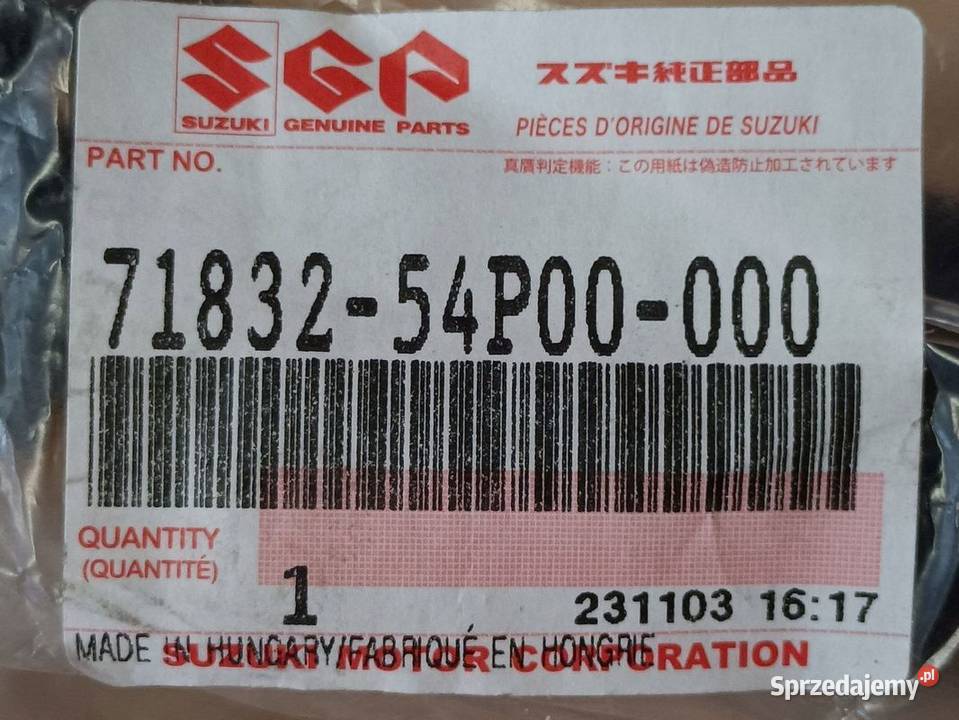 SUZUKI GENUINE PARTS
スズキ純正部品
PIÈCES D'ORIGINE DE SUZUKI
PART NO.
真贋判定機能：この用紙は偽造防止加工されています
71832-54P00-000
QUANTITY
(QUANTITÉ)
1
231103 16:17
MADE IN HUNGARY/FABRIQUÉ EN HONGRIE
SUZUKI MOTOR CORPORATION
Sprzedajemy.pl